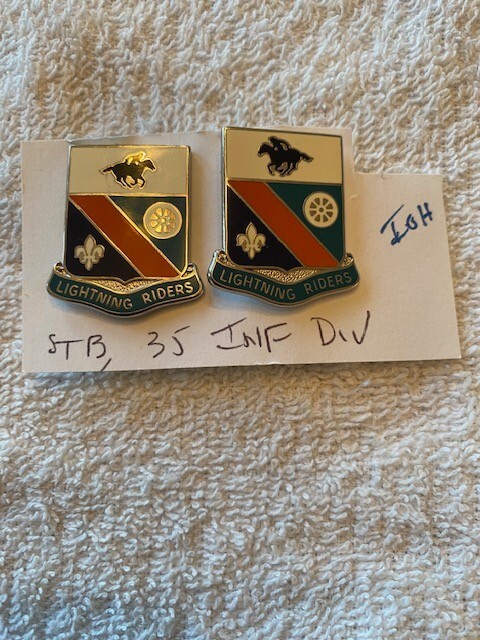 LIGHTNING RIDERS
LIGHTNING RIDERS
IGH
STB, 35 INF DIV